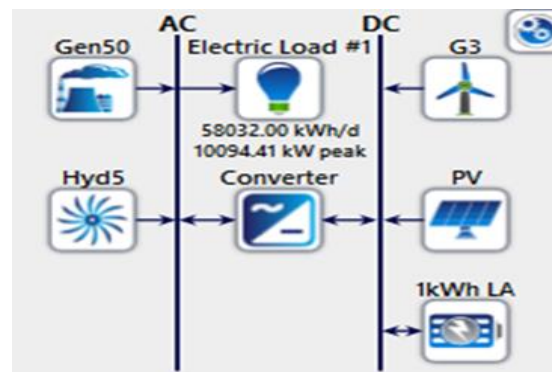 AC DC
Gen50 Electric Load #1 G3
58032.00 kWh/d
10094.41 kW peak
Hyd5 Converter PV
1kWh LA